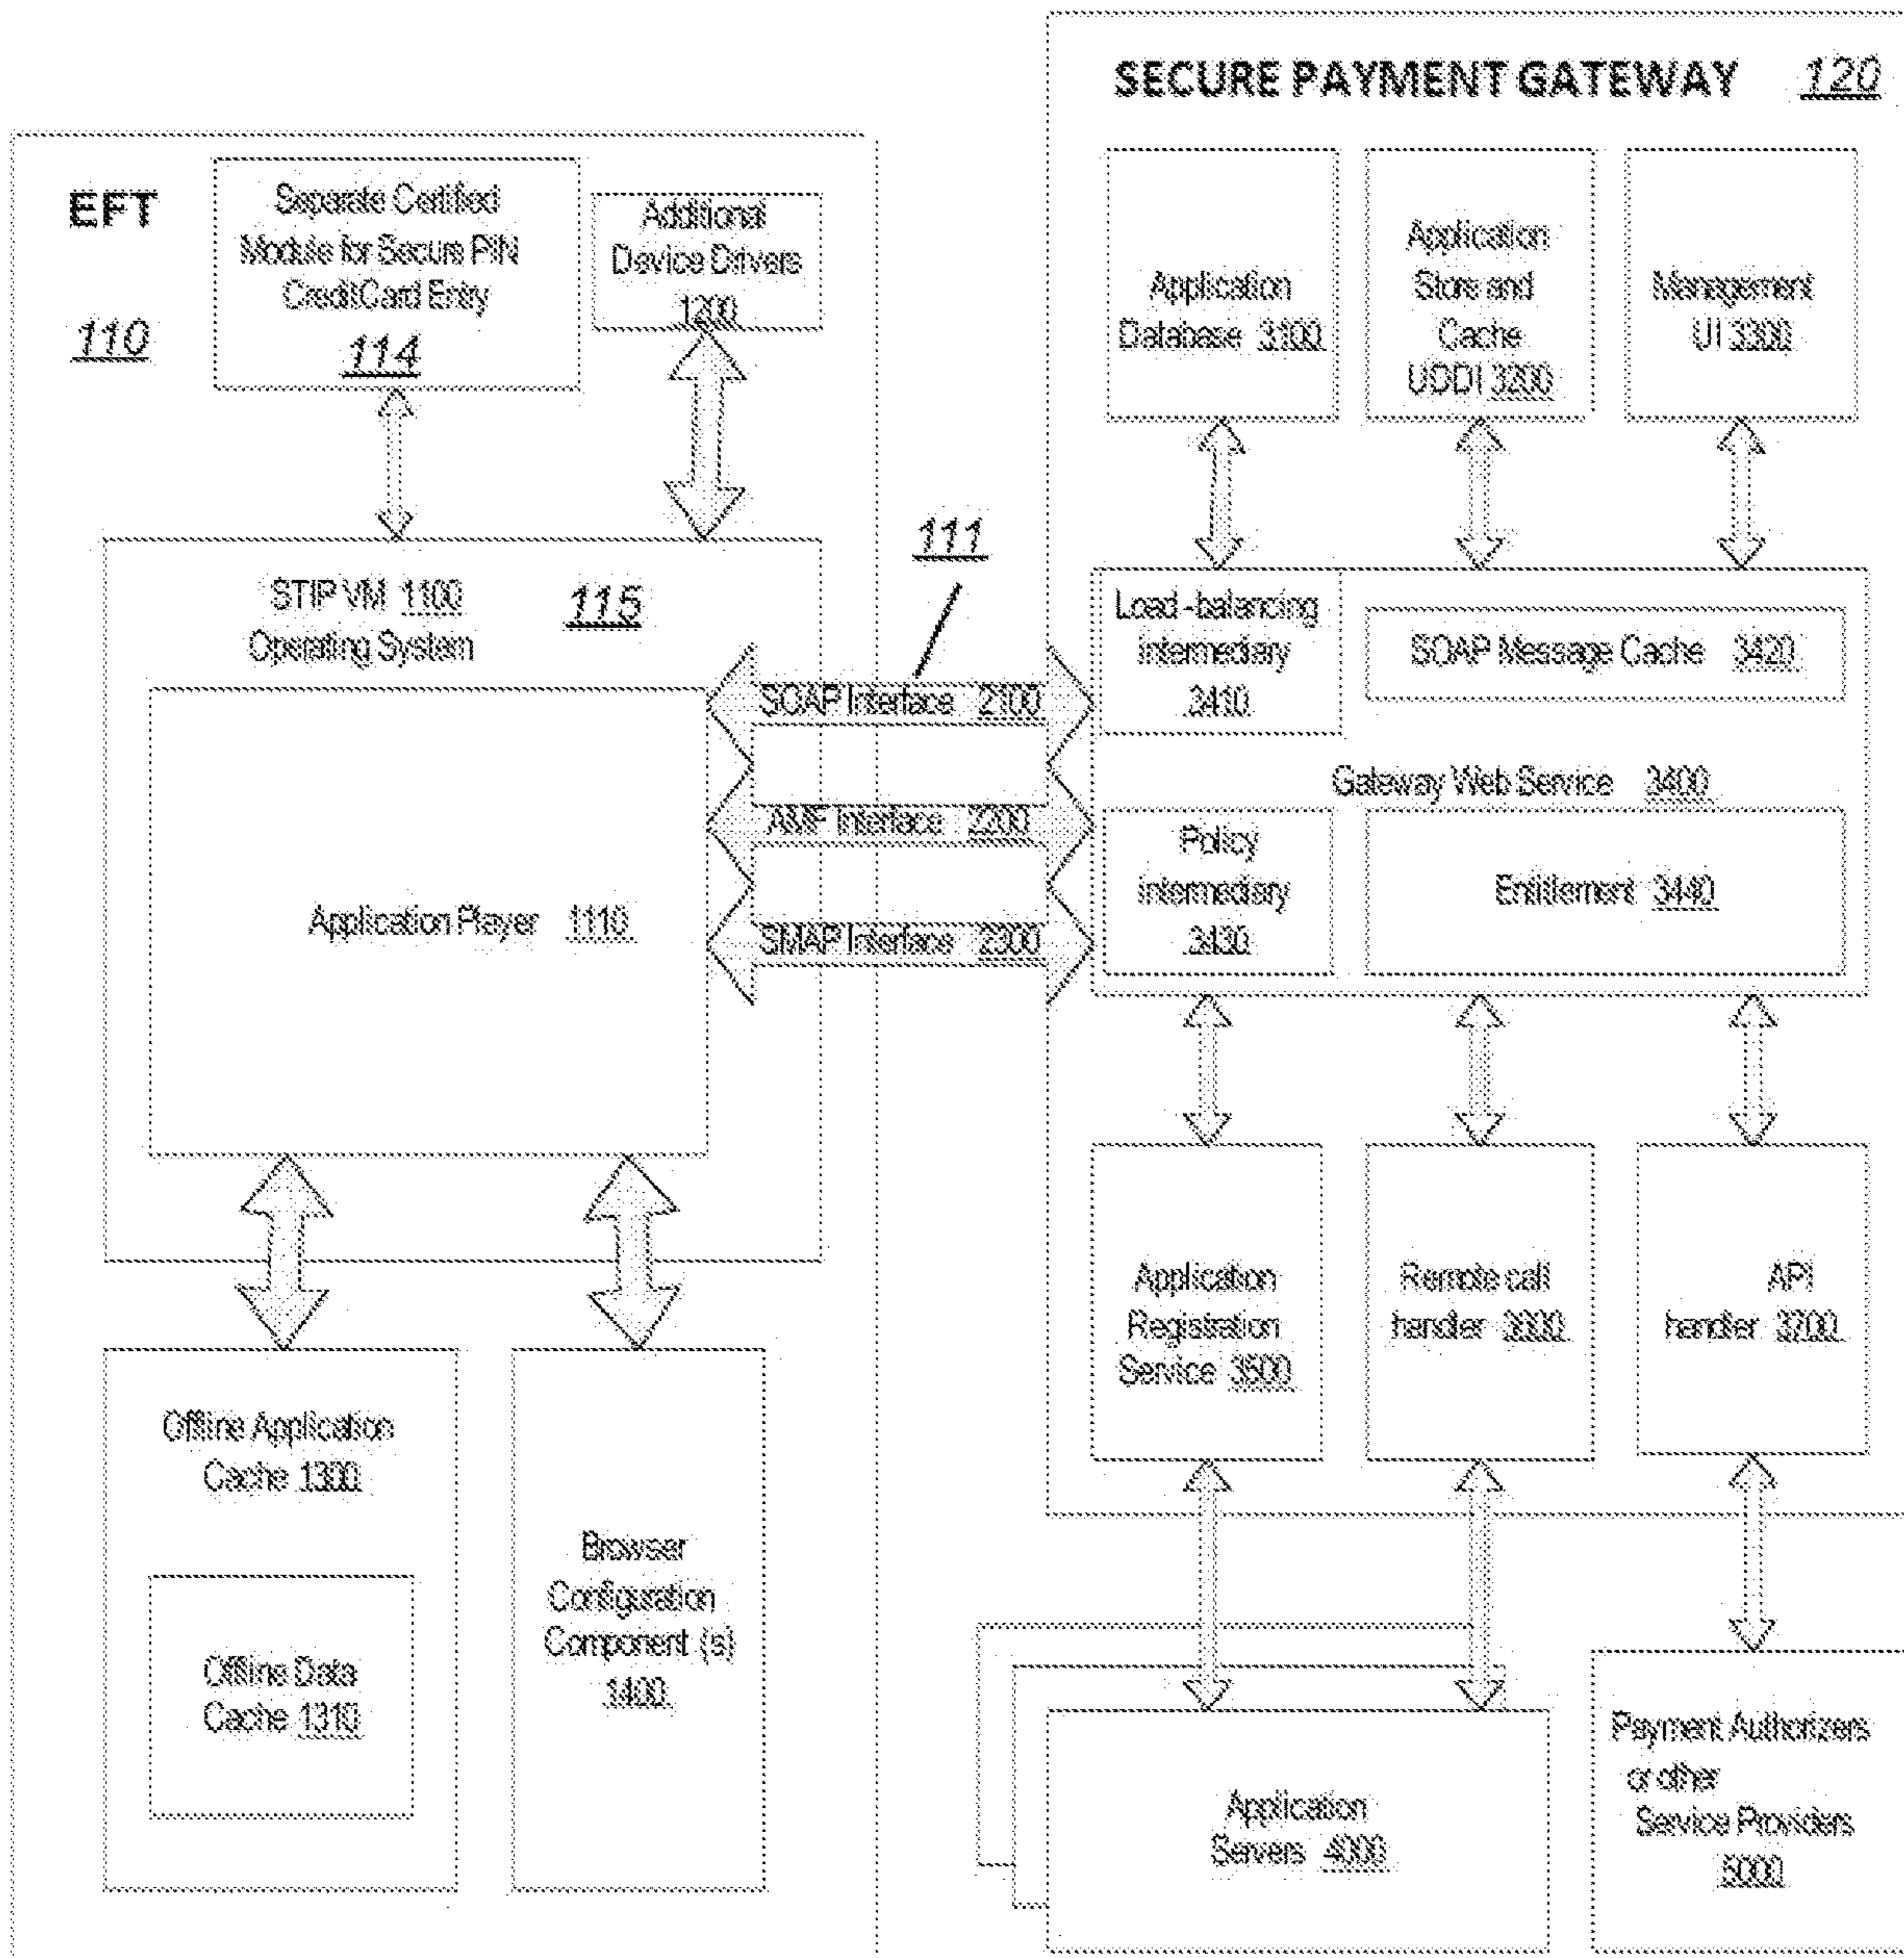 SECURE PAYMENT GATEWAY 120
EFT
110
Separate Certified
Module for Secure PIN
CreditCard Entry
114
Additional
Device Drivers
1200
Application
Database 3100
Application
Store and
Cache
UDDI 3200
Management
UI 3300
111
STIP VM 1100
Operating System
115
Application Player 1110
SOAP Interface 2100
AMF Interface 2200
SMAP Interface 2300
Load -balancing
intermediary
3410
SOAP Message Cache 3420
Gateway Web Service 3400
Policy
intermediary
3430
Entitlement 3440
Application
Registration
Service 3500
Remote call
handler 3600
API
handler 3700
Offline Application
Cache 1300
Offline Data
Cache 1310
Browser
Configuration
Component (s)
1400
Application
Servers 4000
Payment Authorizers
or other
Service Providers
5000